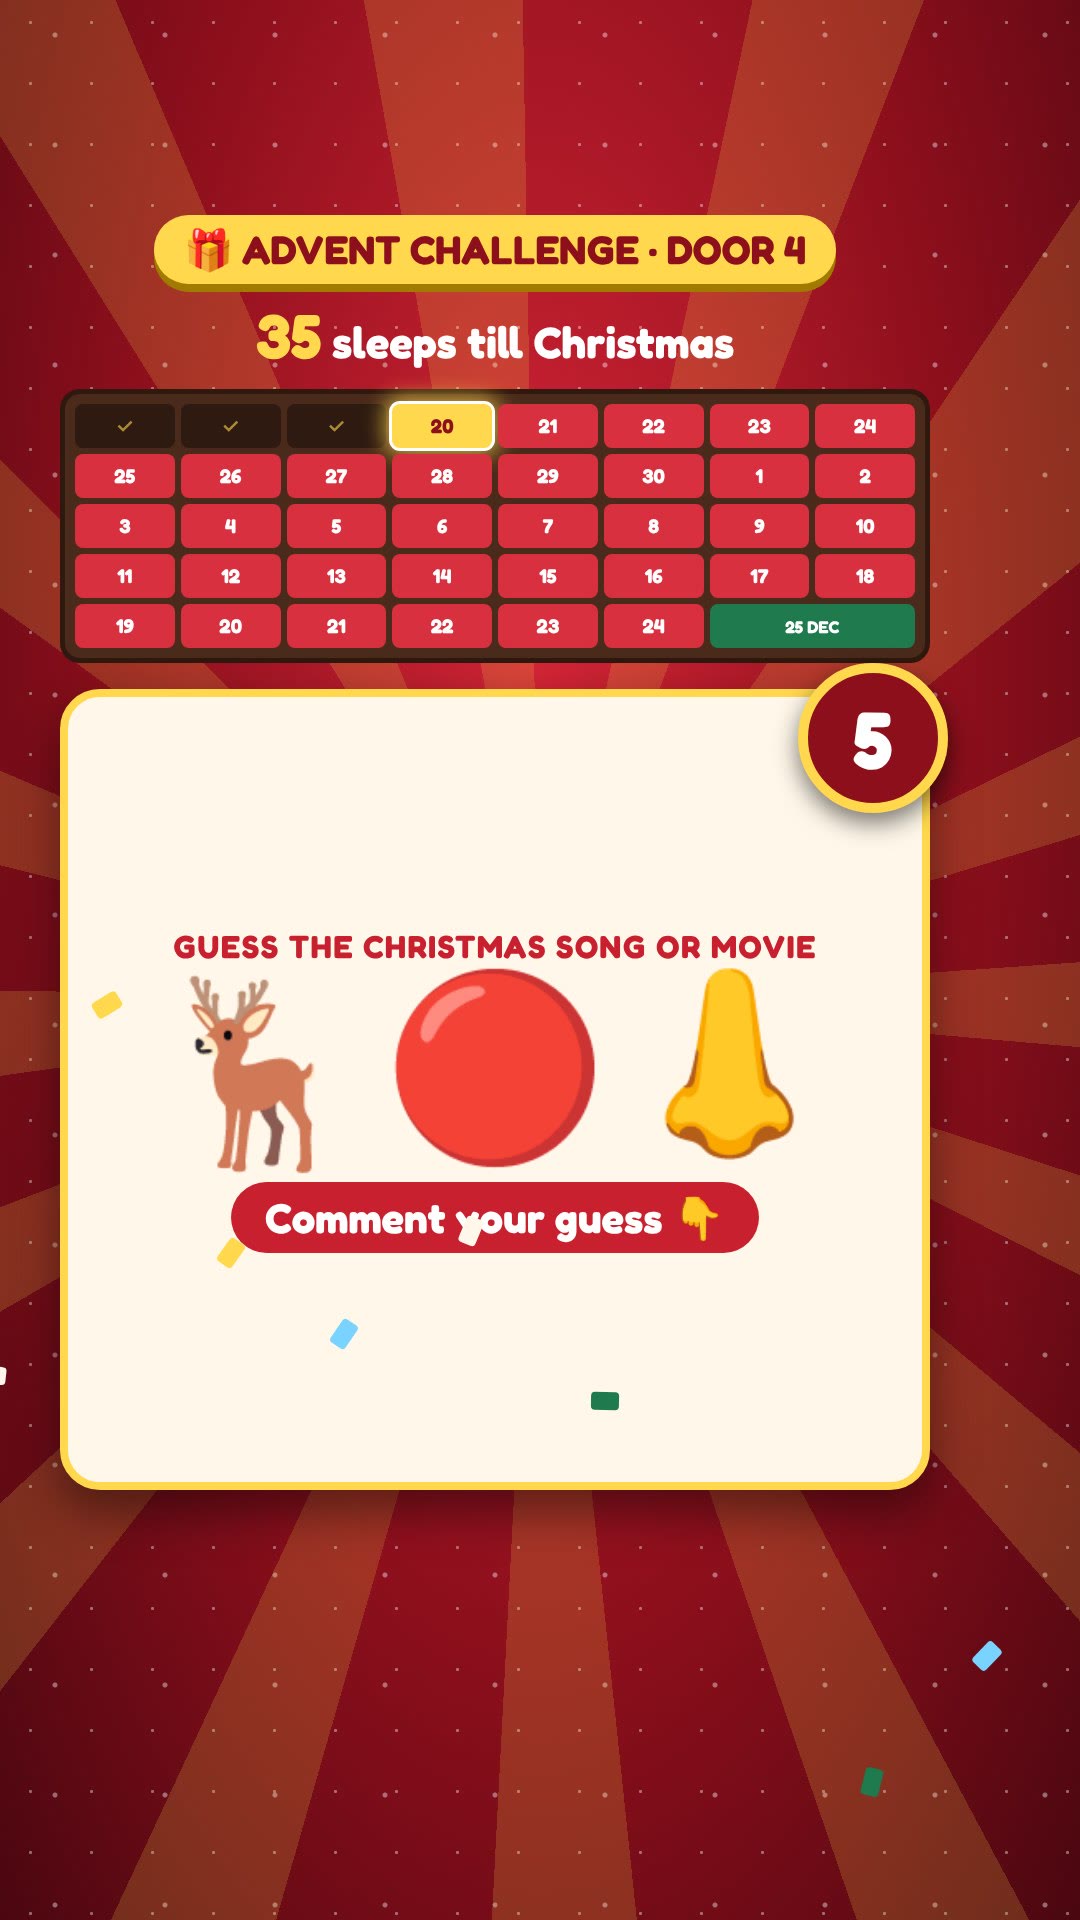 🎁 ADVENT CHALLENGE · DOOR 4
35 sleeps till Christmas
✓ ✓ ✓ 20 21 22 23 24
25 26 27 28 29 30 1 2
3 4 5 6 7 8 9 10
11 12 13 14 15 16 17 18
19 20 21 22 23 24 25 DEC
5
GUESS THE CHRISTMAS SONG OR MOVIE
Comment your guess 👇